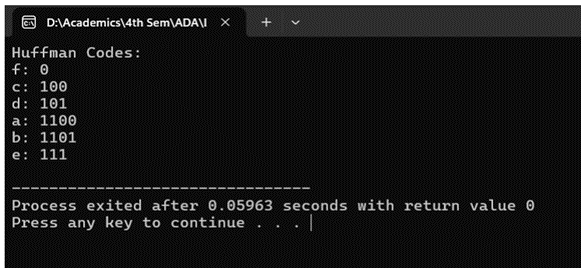 D:\Academics\4th Sem\ADA\I
Huffman Codes:
f: 0
c: 100
d: 101
a: 1100
b: 1101
e: 111
--------------------------------
Process exited after 0.05963 seconds with return value 0
Press any key to continue . . .